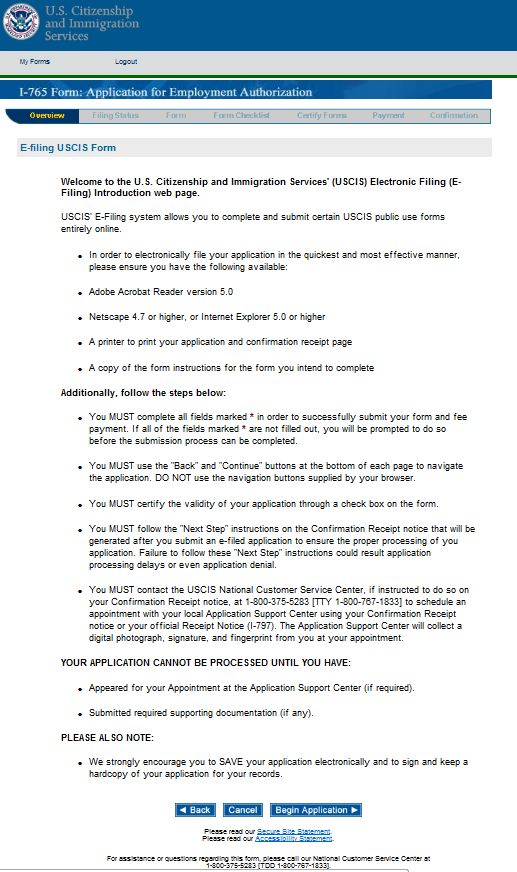 U.S. Citizenship
and Immigration
Services
My Forms Logout
I-765 Form: Application for Employment Authorization
Overview Filing Status Form Form Checklist Certify Forms Payment Confirmation
E-filing USCIS Form
Welcome to the U.S. Citizenship and Immigration Services' (USCIS) Electronic Filing (E-
Filing) Introduction web page.
USCIS' E-Filing system allows you to complete and submit certain USCIS public use forms
entirely online.
• In order to electronically file your application in the quickest and most effective manner,
please ensure you have the following available:
• Adobe Acrobat Reader version 5.0
• Netscape 4.7 or higher, or Internet Explorer 5.0 or higher
• A printer to print your application and confirmation receipt page
• A copy of the form instructions for the form you intend to complete
Additionally, follow the steps below:
• You MUST complete all fields marked * in order to successfully submit your form and fee
payment. If all of the fields marked * are not filled out, you will be prompted to do so
before the submission process can be completed.
• You MUST use the "Back" and "Continue" buttons at the bottom of each page to navigate
the application. DO NOT use the navigation buttons supplied by your browser.
• You MUST certify the validity of your application through a check box on the form.
• You MUST follow the "Next Step" instructions on the Confirmation Receipt notice that will be
generated after you submit an e-filed application to ensure the proper processing of you
application. Failure to follow these "Next Step" instructions could result application
processing delays or even application denial.
• You MUST contact the USCIS National Customer Service Center, if instructed to do so on
your Confirmation Receipt notice, at 1-800-375-5283 [TTY 1-800-767-1833] to schedule an
appointment with your local Application Support Center using your Confirmation Receipt
notice or your official Receipt Notice (I-797). The Application Support Center will collect a
digital photograph, signature, and fingerprint from you at your appointment.
YOUR APPLICATION CANNOT BE PROCESSED UNTIL YOU HAVE:
• Appeared for your Appointment at the Application Support Center (if required).
• Submitted required supporting documentation (if any).
PLEASE ALSO NOTE:
• We strongly encourage you to SAVE your application electronically and to sign and keep a
hardcopy of your application for your records.
Back Cancel Begin Application
Please read our Secure Site Statement.
Please read our Accessibility Statement.
For assistance or questions regarding this form, please call our National Customer Service Center at
1-800-375-5283 [TDD 1-800-767-1833].